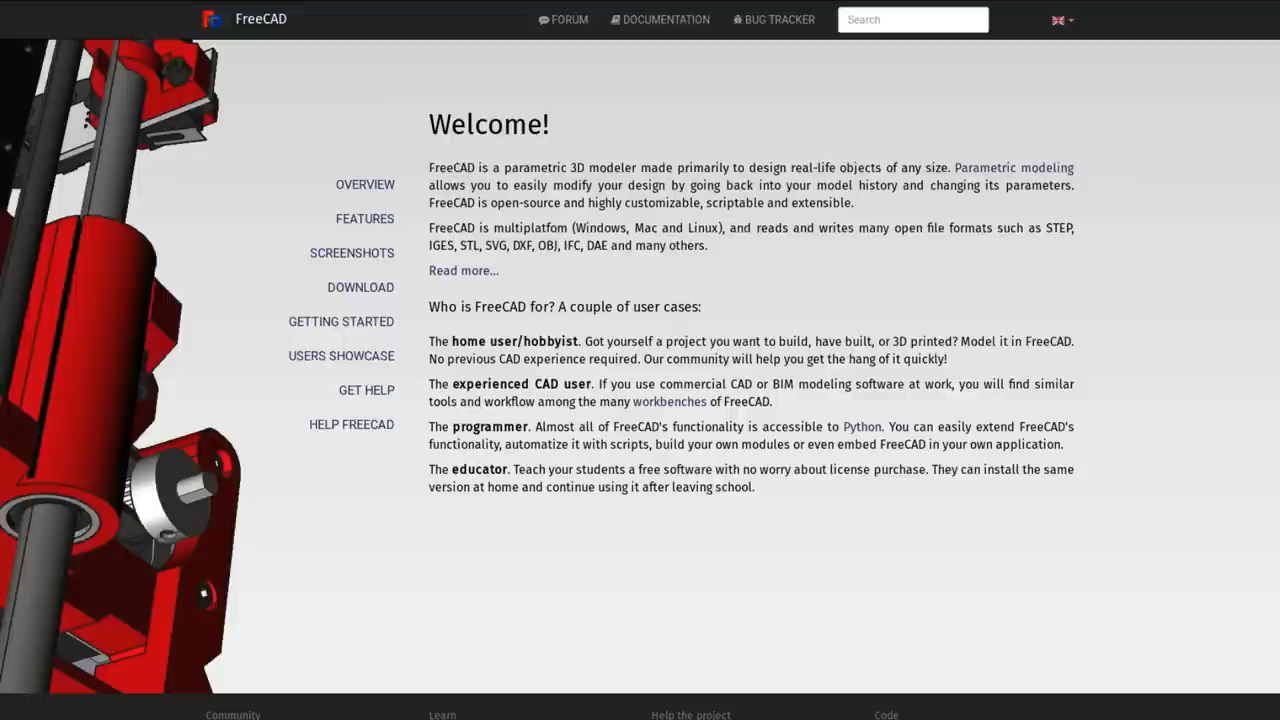 FreeCAD
FORUM
DOCUMENTATION
BUG TRACKER
Search
OVERVIEW
FEATURES
SCREENSHOTS
DOWNLOAD
GETTING STARTED
USERS SHOWCASE
GET HELP
HELP FREECAD
Welcome!
FreeCAD is a parametric 3D modeler made primarily to design real-life objects of any size. Parametric modeling
allows you to easily modify your design by going back into your model history and changing its parameters.
FreeCAD is open-source and highly customizable, scriptable and extensible.
FreeCAD is multiplatfom (Windows, Mac and Linux), and reads and writes many open file formats such as STEP,
IGES, STL, SVG, DXF, OBJ, IFC, DAE and many others.
Read more...
Who is FreeCAD for? A couple of user cases:
The home user/hobbyist. Got yourself a project you want to build, have built, or 3D printed? Model it in FreeCAD.
No previous CAD experience required. Our community will help you get the hang of it quickly!
The experienced CAD user. If you use commercial CAD or BIM modeling software at work, you will find similar
tools and workflow among the many workbenches of FreeCAD.
The programmer. Almost all of FreeCAD's functionality is accessible to Python. You can easily extend FreeCAD's
functionality, automatize it with scripts, build your own modules or even embed FreeCAD in your own application.
The educator. Teach your students a free software with no worry about license purchase. They can install the same
version at home and continue using it after leaving school.
Community
Learn
Help the project
Code